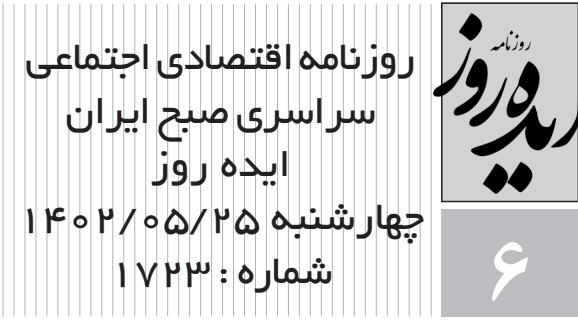 روزنامه اقتصادی اجتماعی
سراسری صبح ایران
ایده روز
چهارشنبه ۱۴۰۲/۰۵/۲۵
شماره : ۱۷۲۳
روزنامه
ایده روز
۶